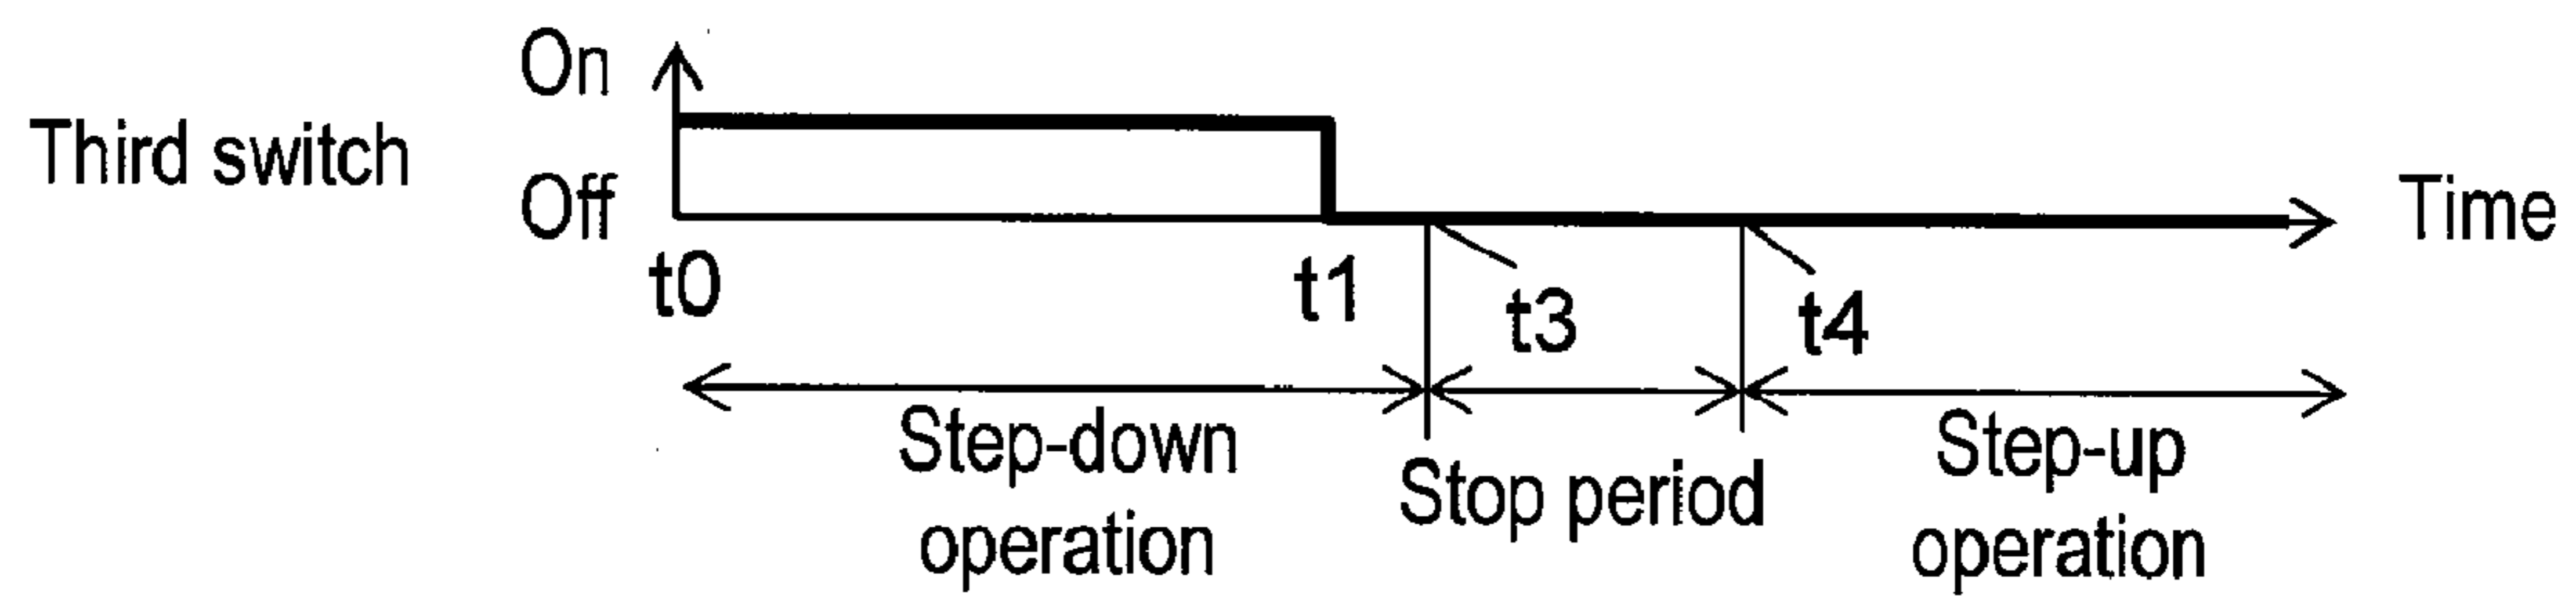 On
Third switch
Off
Time
t0
t1
t3
t4
Step-down
operation
Stop period
Step-up
operation